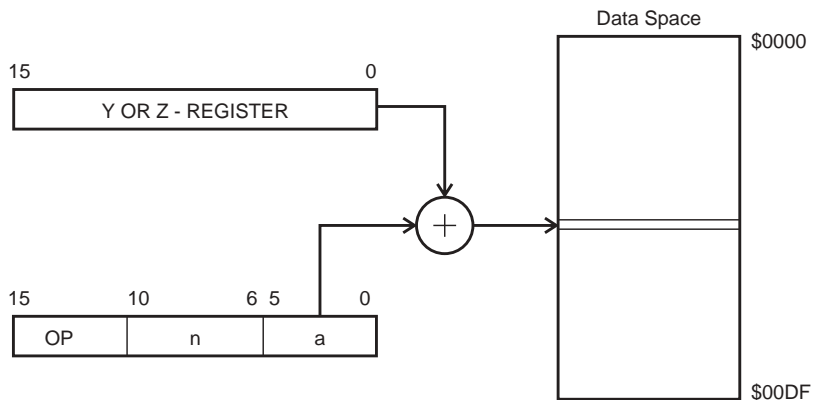 Data Space
$0000
15 0
Y OR Z - REGISTER
+
15 10 6 5 0
OP n a
$00DF